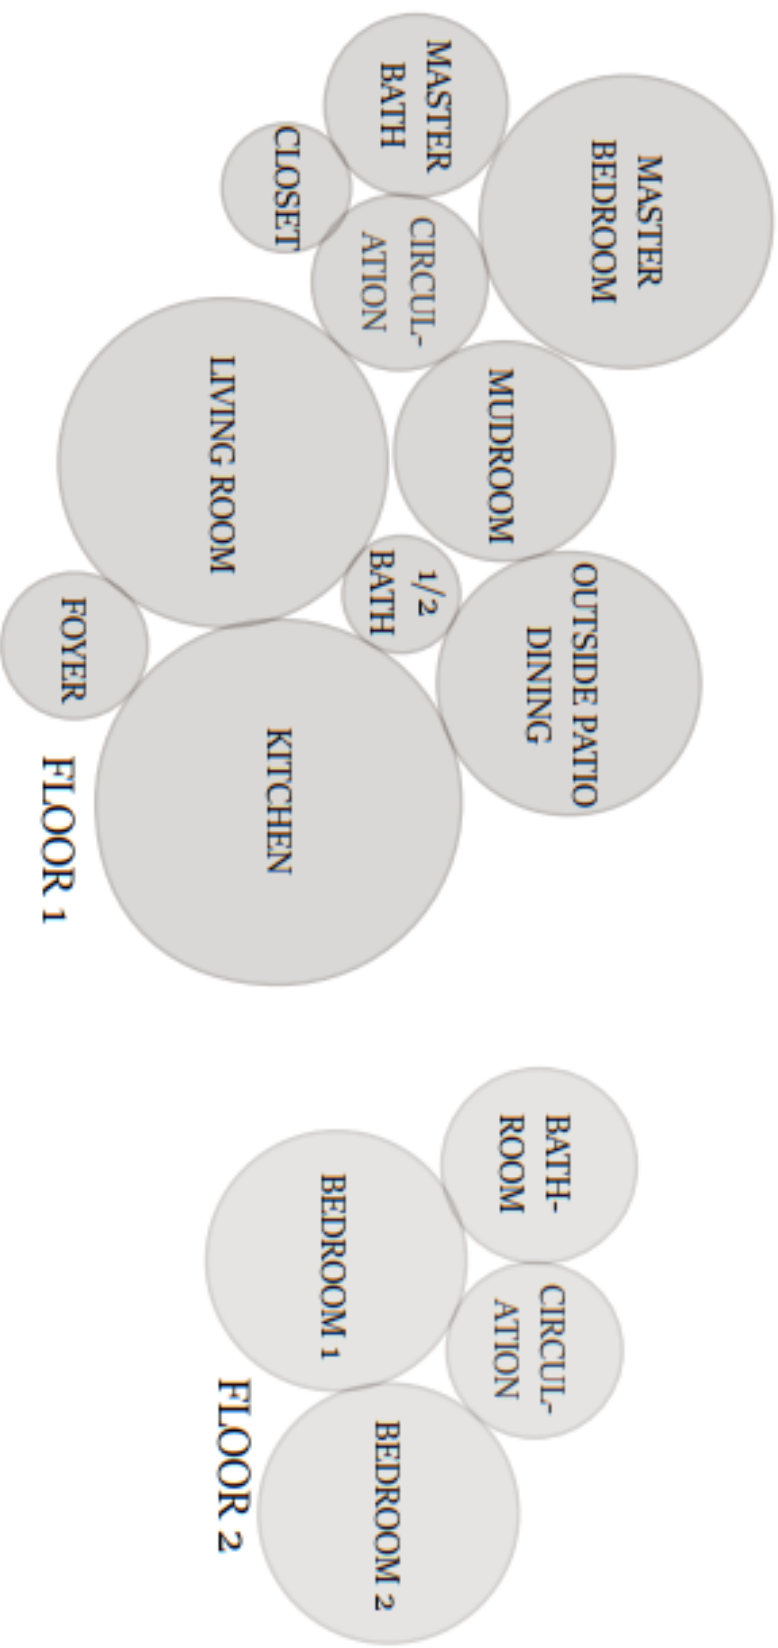 MASTER
BEDROOM
MASTER
BATH
CLOSET
CIRCUL-
ATION
MUDROOM
LIVING ROOM
1/2
BATH
OUTSIDE PATIO
DINING
FOYER
KITCHEN
FLOOR 1
BATH-
ROOM
CIRCUL-
ATION
BEDROOM 1
BEDROOM 2
FLOOR 2